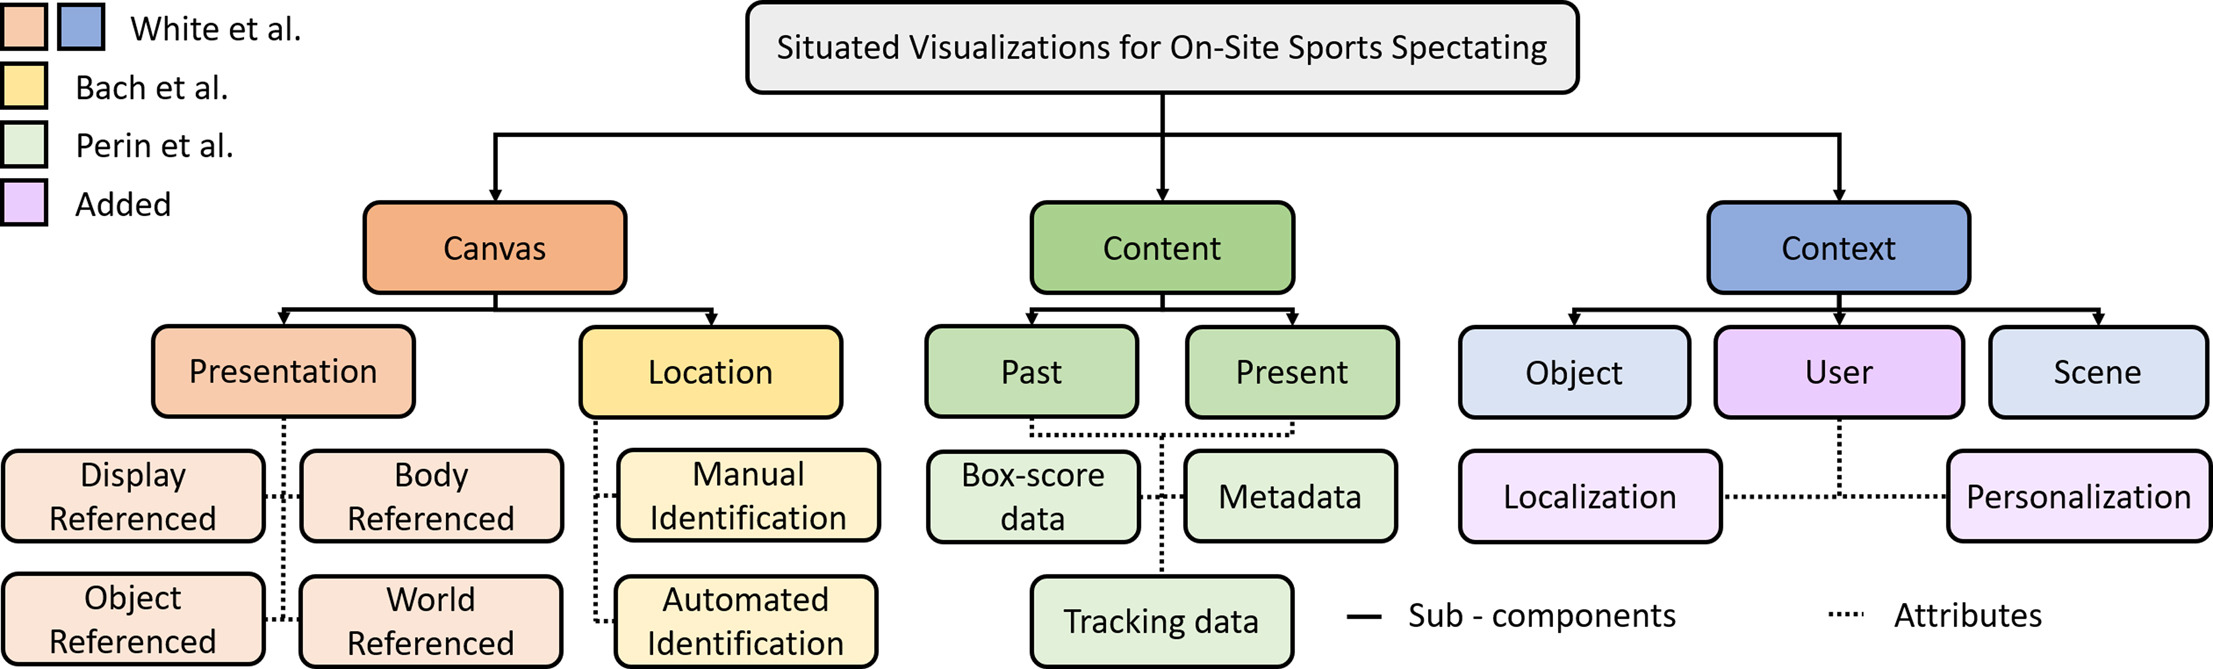 White et al.
Bach et al.
Perin et al.
Added
Situated Visualizations for On-Site Sports Spectating
Canvas
Content
Context
Presentation
Location
Past
Present
Object
User
Scene
Display
Referenced
Body
Referenced
Manual
Identification
Box-score
data
Metadata
Localization
Personalization
Object
Referenced
World
Referenced
Automated
Identification
Tracking data
Sub - components
Attributes